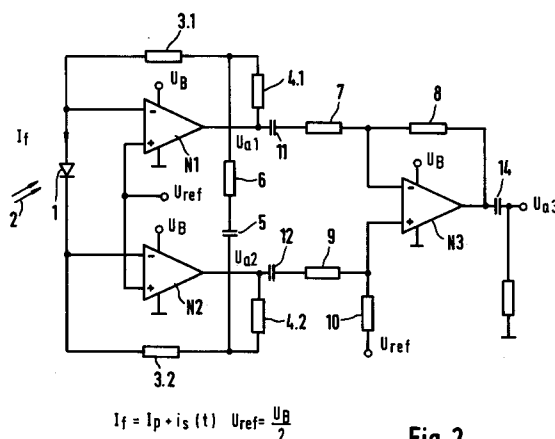 3.1
U_B
4.1
7
8
I_f
N1
U_a1
11
U_B
14
6
U_ref
2
1
U_a3
5
U_B
12
9
N3
U_a2
N2
10
4.2
U_ref
3.2
I_f = I_p + i_s (t) U_ref = U_B/2
Fig. 2